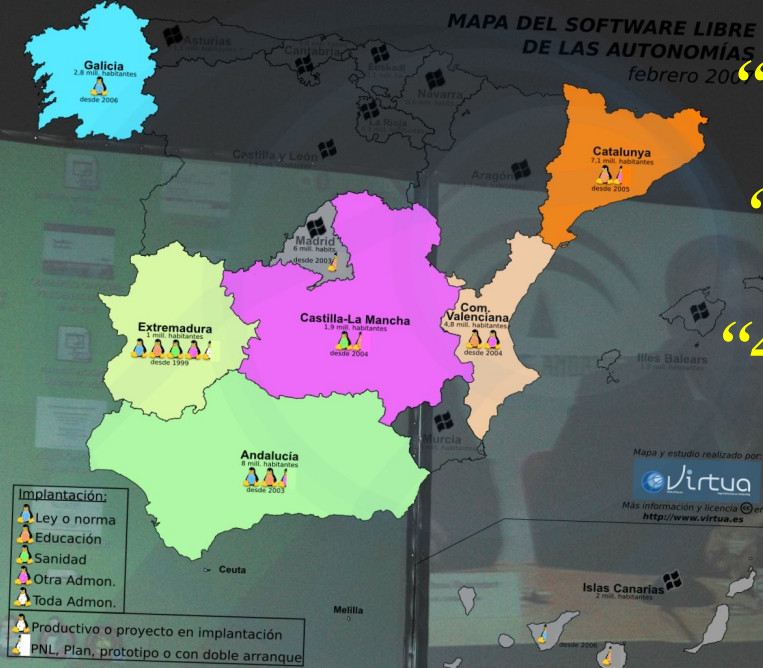 MAPA DEL SOFTWARE LIBRE
DE LAS AUTONOMÍAS
febrero 2007
“
“
“2
Galicia
2,8 mill. habitantes
desde 2006
Asturias
Cantabria
Euskadi
Navarra
La Rioja
Castilla y León
Aragón
Catalunya
7,1 mill. habitantes
desde 2005
Madrid
6 mill. habits.
desde 2003
Castilla-La Mancha
1,9 mill. habitantes
desde 2004
Com.
Valenciana
4,8 mill. habitantes
desde 2004
Extremadura
1 mill. habitantes
desde 1999
Illes Balears
Murcia
Andalucía
8 mill. habitantes
desde 2003
Mapa y estudio realizado por:
Virtua
Más información y licencia cc en
http://www.virtua.es
Implantación:
Ley o norma
Educación
Sanidad
Otra Admon.
Toda Admon.
Productivo o proyecto en implantación
PNL, Plan, prototipo o con doble arranque
Ceuta
Melilla
Islas Canarias
2 mill. habitantes
desde 2006